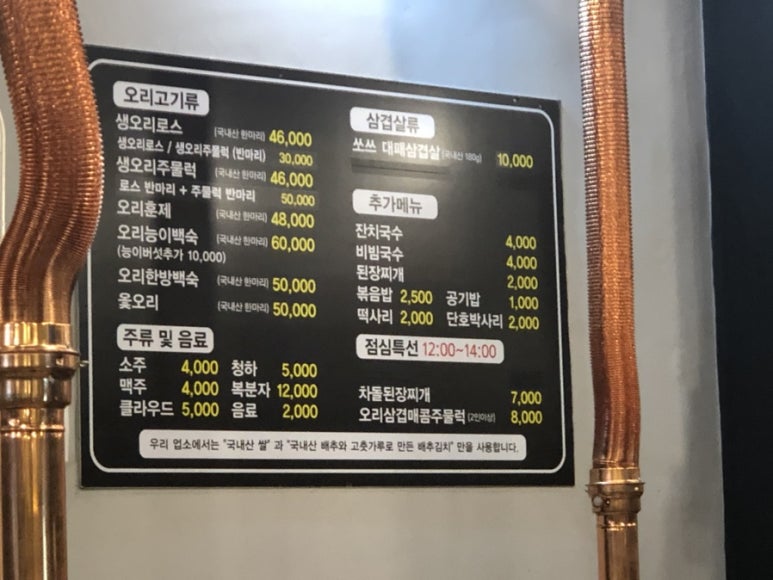 오리고기류
생오리로스 (국내산 한마리) 46,000
생오리로스 / 생오리주물럭 (반마리) 30,000
생오리주물럭 (국내산 한마리) 46,000
로스 반마리 + 주물럭 반마리 50,000
오리훈제 (국내산 한마리) 48,000
오리능이백숙 (국내산 한마리) 60,000
(능이버섯추가 10,000)
오리한방백숙 (국내산 한마리) 50,000
옻오리 (국내산 한마리) 50,000
주류 및 음료
소주 4,000 청하 5,000
맥주 4,000 복분자 12,000
클라우드 5,000 음료 2,000
삼겹살류
쏘쓰 대패삼겹살 (국내산 180g) 10,000
추가메뉴
잔치국수 4,000
비빔국수 4,000
된장찌개 2,000
볶음밥 2,500 공기밥 1,000
떡사리 2,000 단호박사리 2,000
점심특선 12:00~14:00
차돌된장찌개 7,000
오리삼겹매콤주물럭 (2인이상) 8,000
우리 업소에서는 "국내산 쌀" 과 "국내산 배추와 고춧가루로 만든 배추김치" 만을 사용합니다.